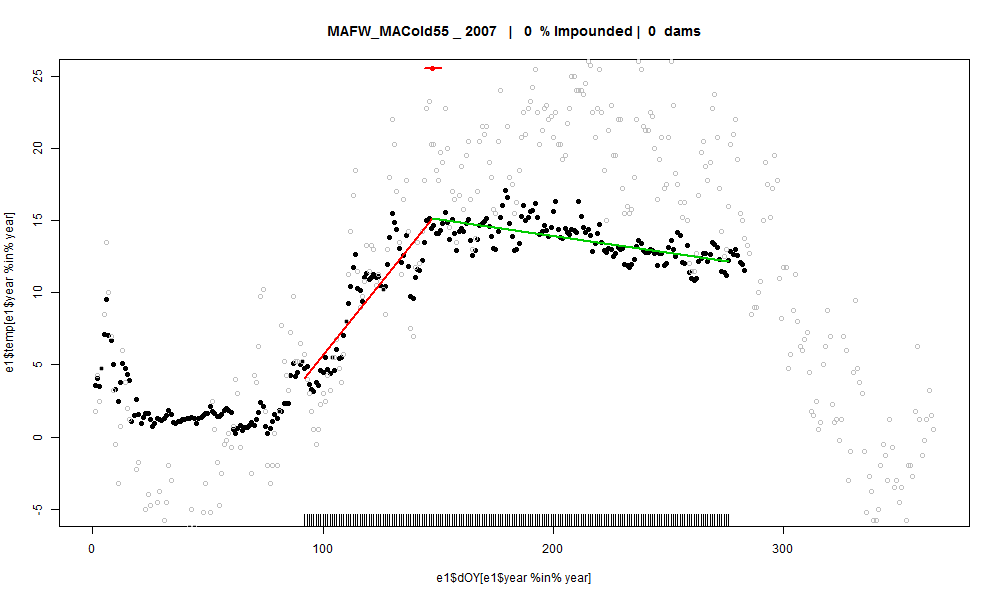 MAFW_MACold55 _ 2007 | 0 % Impounded | 0 dams
e1$temp[e1$year %in% year]
25
20
15
10
5
0
-5
0 100 200 300
e1$dOY[e1$year %in% year]